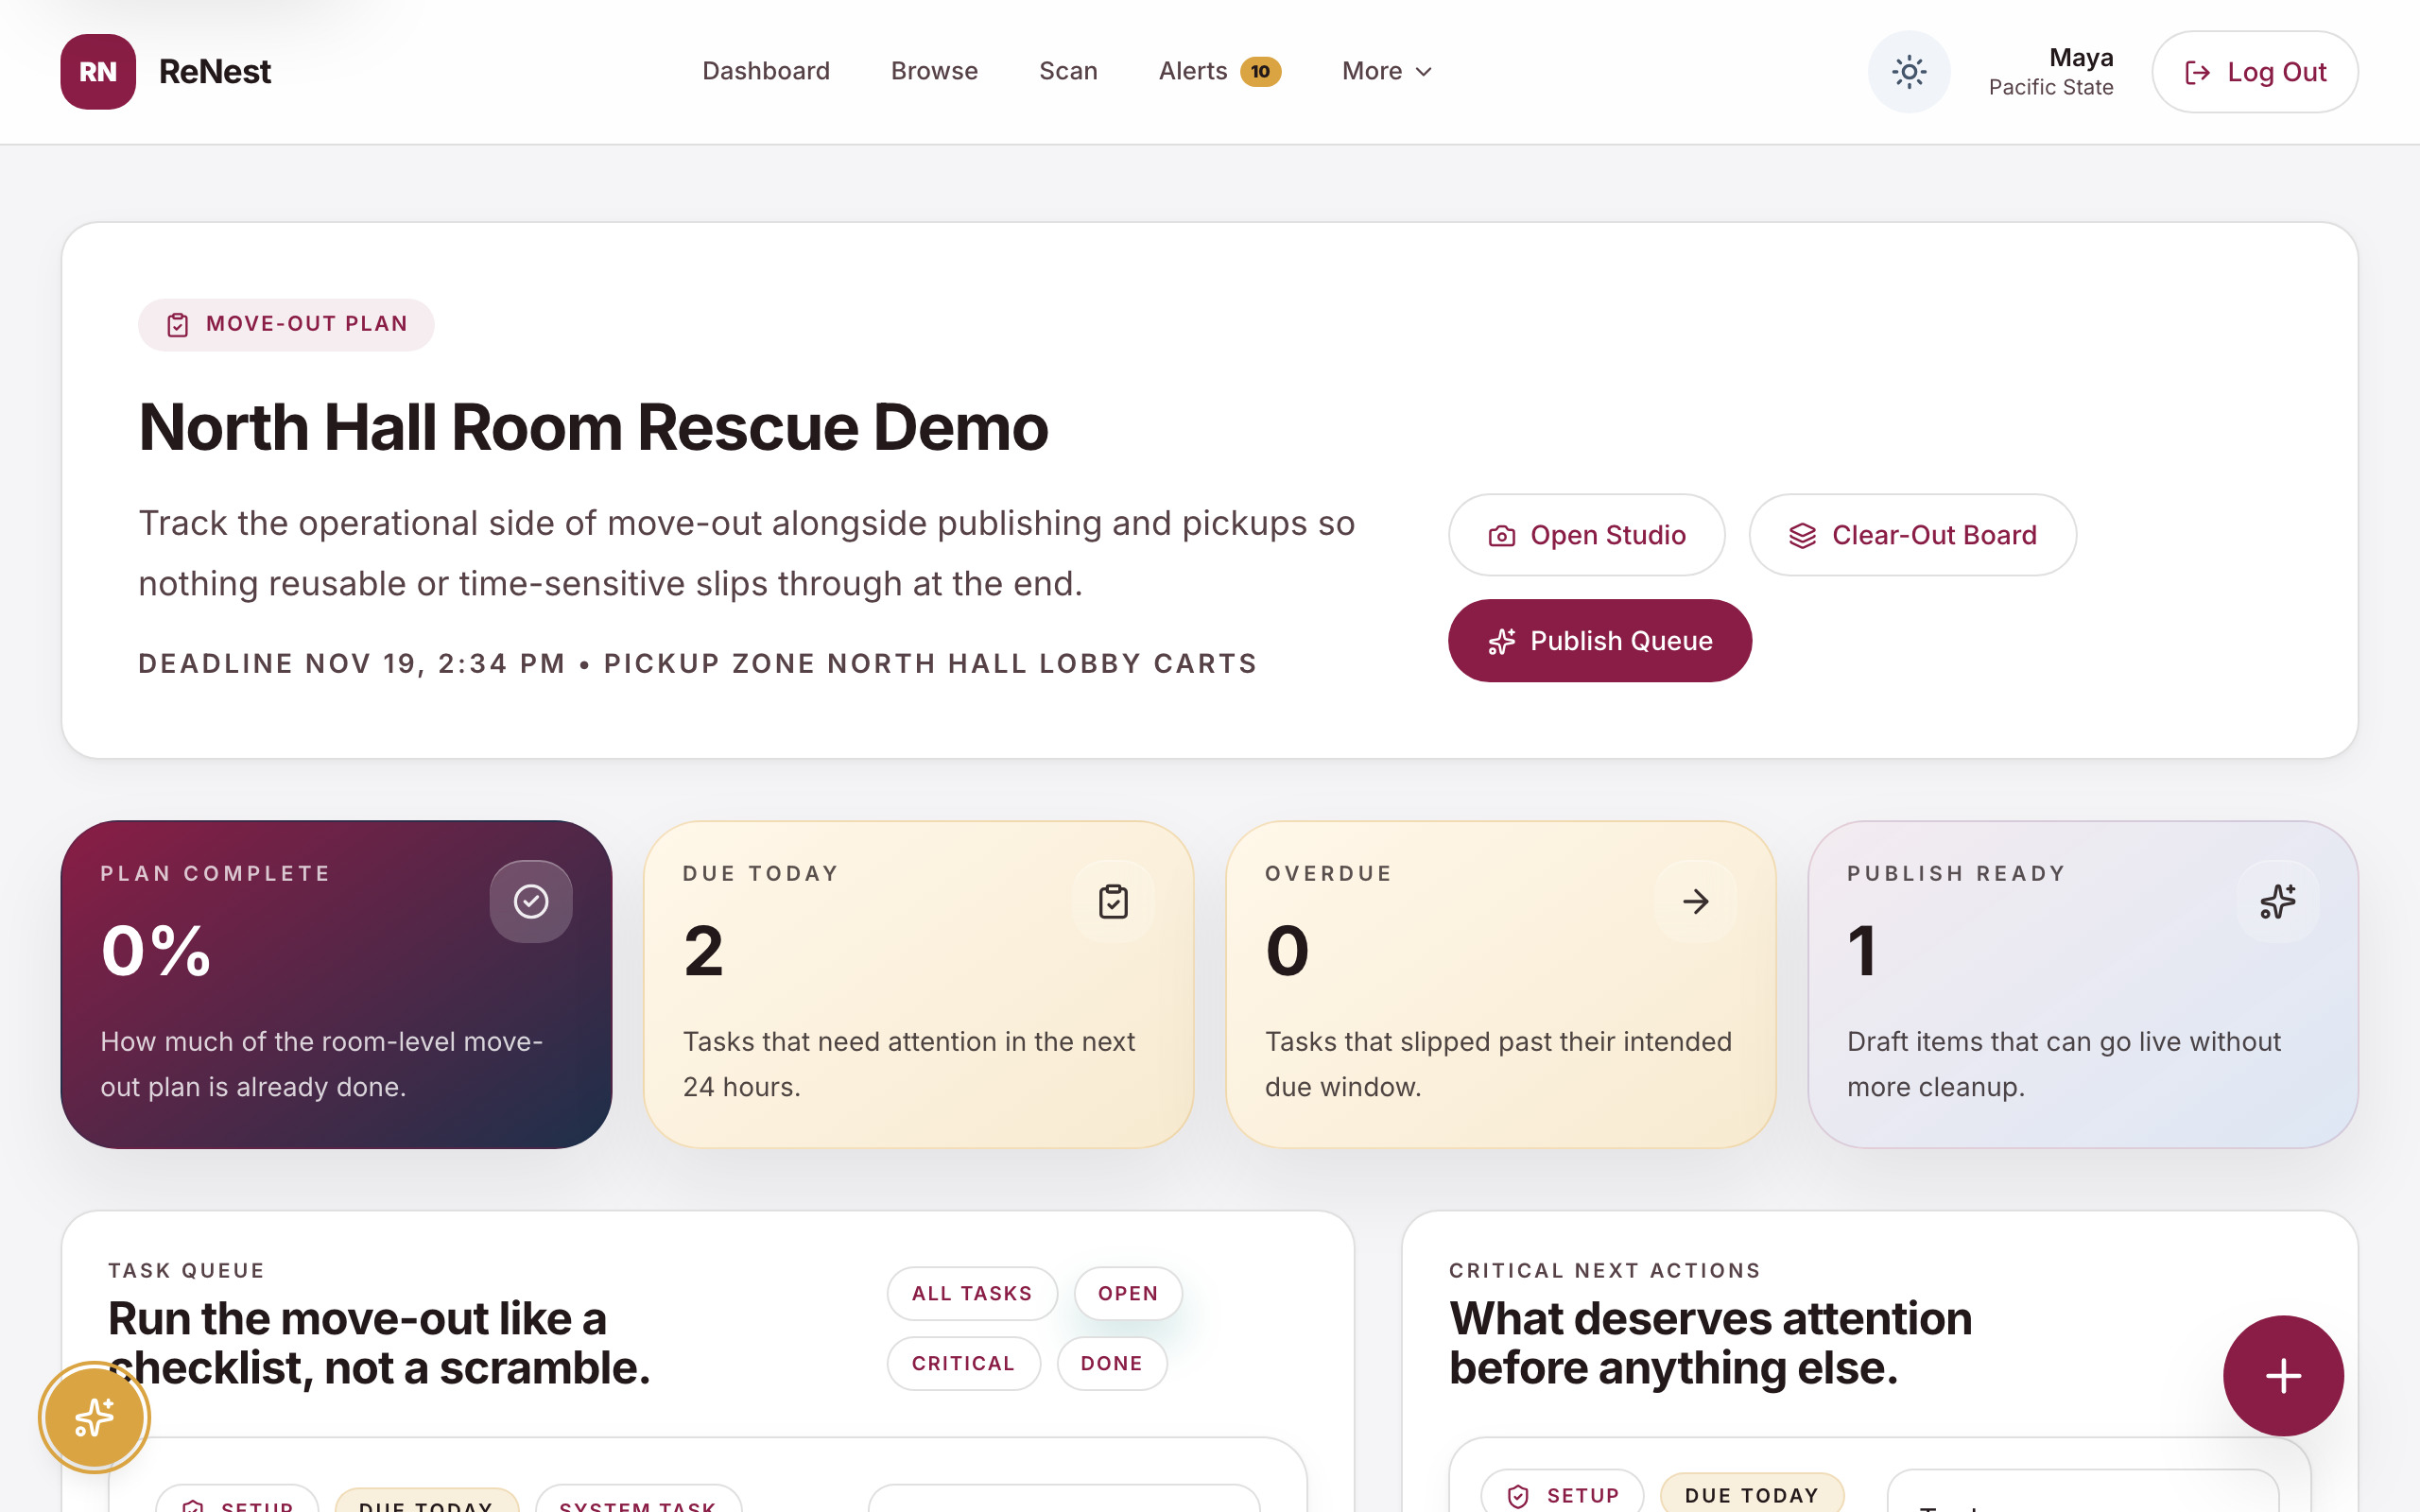 RN
ReNest
Dashboard
Browse
Scan
Alerts 10
More
Maya
Pacific State
Log Out
MOVE-OUT PLAN
North Hall Room Rescue Demo
Track the operational side of move-out alongside publishing and pickups so
nothing reusable or time-sensitive slips through at the end.
DEADLINE NOV 19, 2:34 PM • PICKUP ZONE NORTH HALL LOBBY CARTS
Open Studio
Clear-Out Board
Publish Queue
PLAN COMPLETE
0%
How much of the room-level move-
out plan is already done.
DUE TODAY
2
Tasks that need attention in the next
24 hours.
OVERDUE
0
Tasks that slipped past their intended
due window.
PUBLISH READY
1
Draft items that can go live without
more cleanup.
TASK QUEUE
Run the move-out like a
checklist, not a scramble.
ALL TASKS
OPEN
CRITICAL
DONE
SETUP
DUE TODAY
SYSTEM TASK
CRITICAL NEXT ACTIONS
What deserves attention
before anything else.
SETUP
DUE TODAY